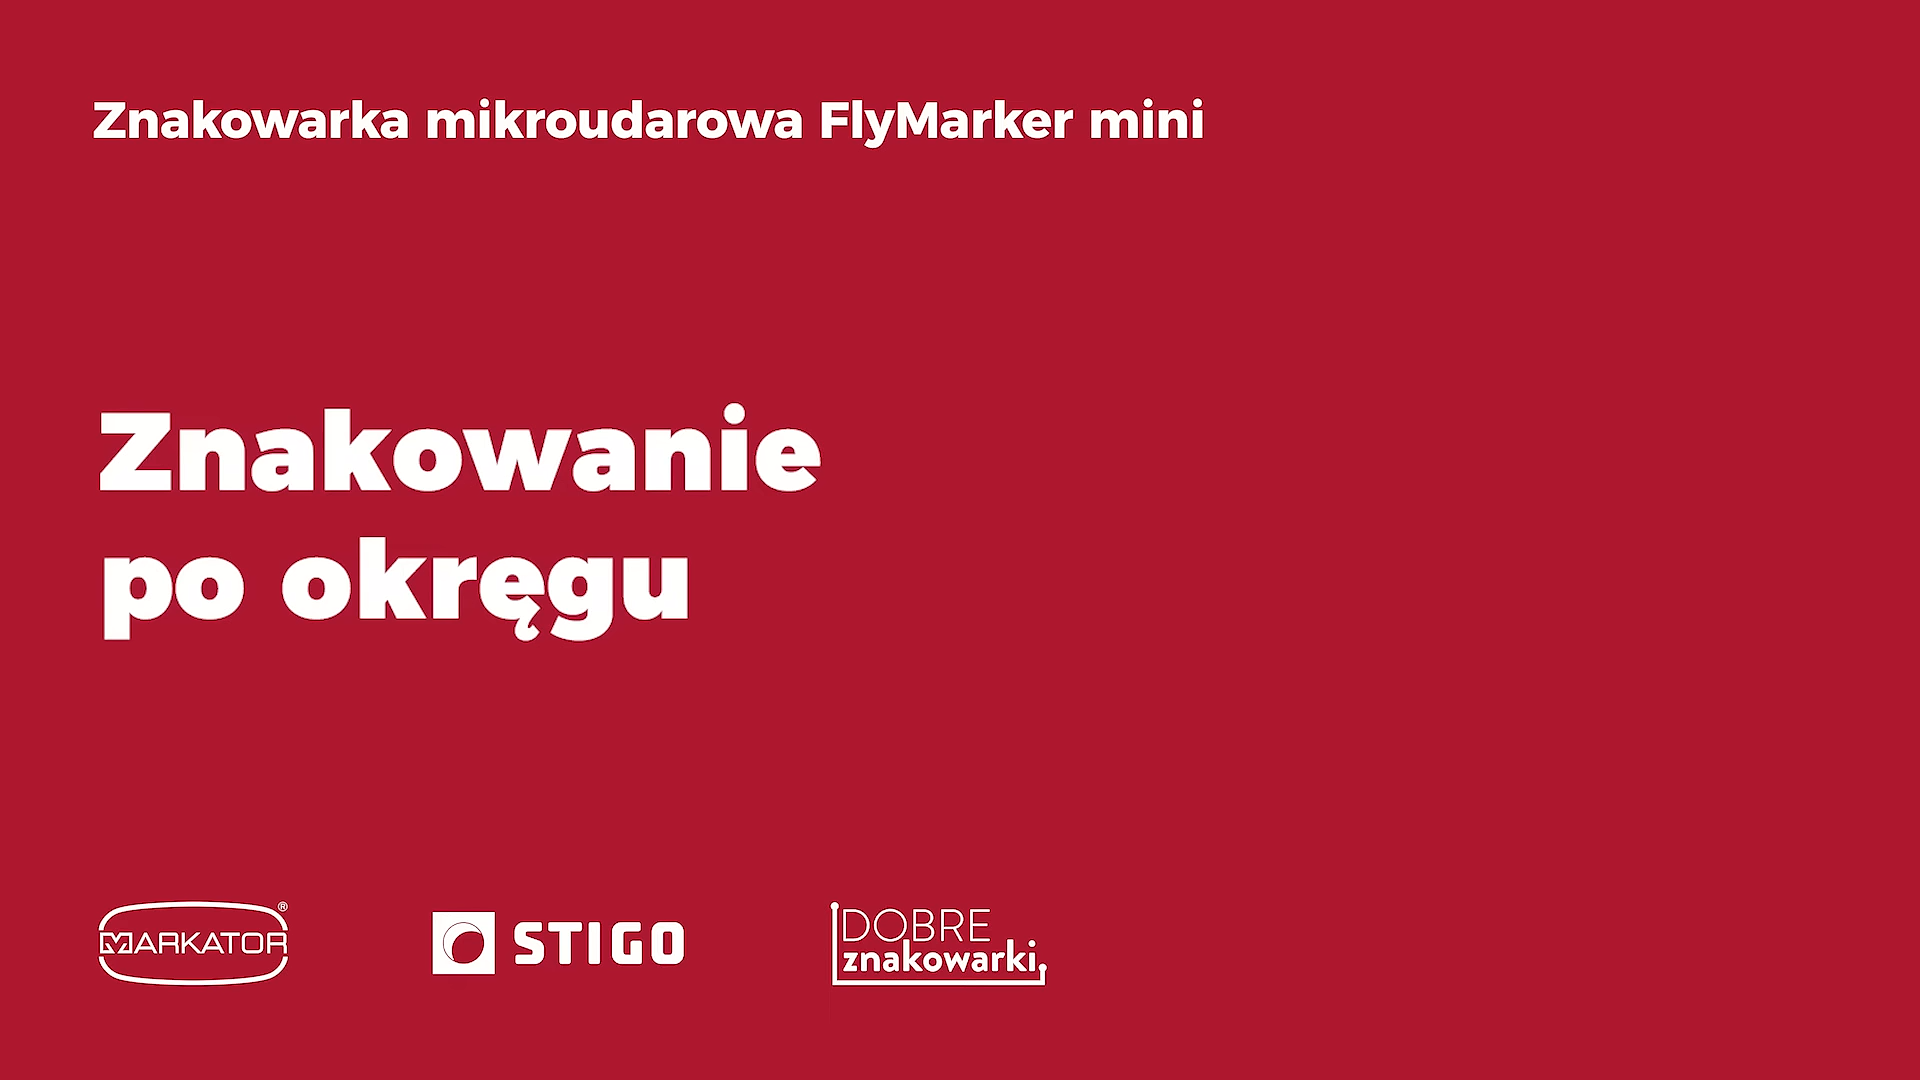 Znakowarka mikroudarowa FlyMarker mini
Znakowanie
po okręgu
MARKATOR®
STIGO
DOBRE
znakowarki